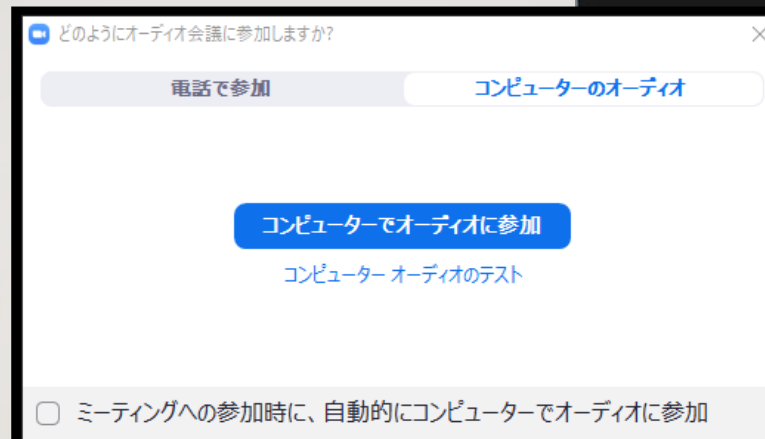 どのようにオーディオ会議に参加しますか?
電話で参加
コンピューターのオーディオ
コンピューターでオーディオに参加
コンピューター オーディオのテスト
ミーティングへの参加時に、自動的にコンピューターでオーディオに参加